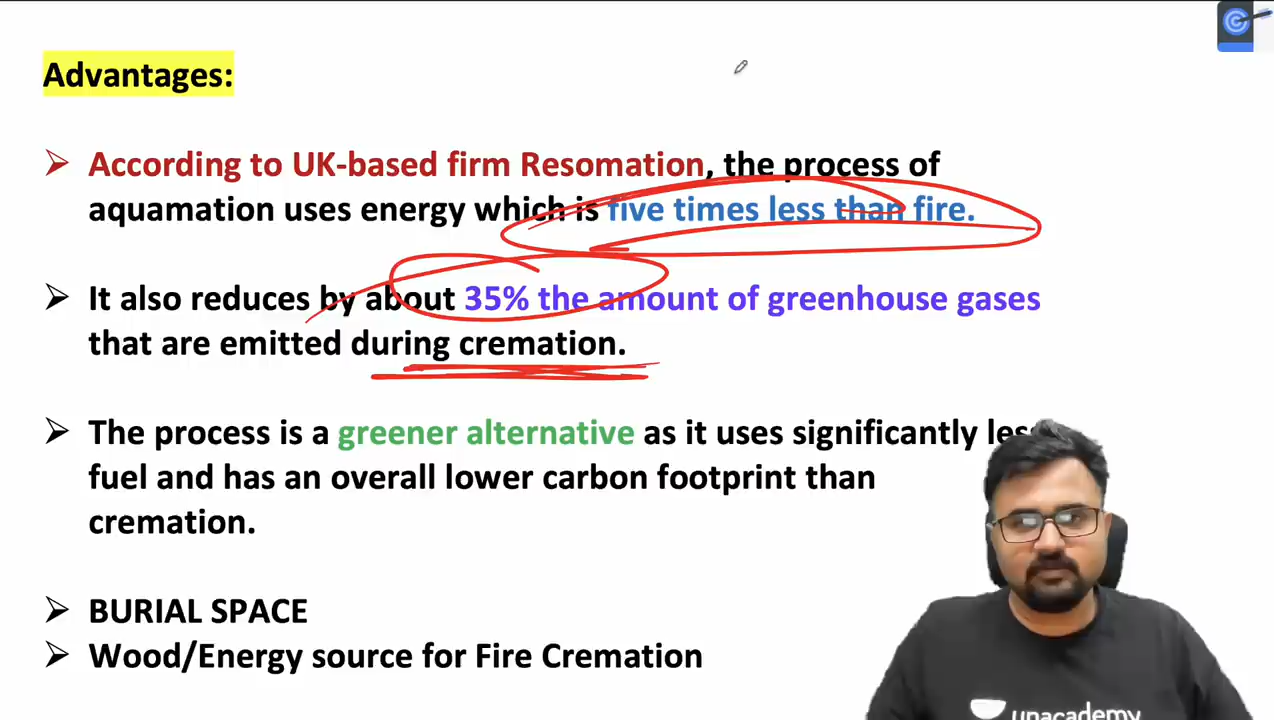 Advantages:
According to UK-based firm Resomation, the process of
aquamation uses energy which is five times less than fire.
It also reduces by about 35% the amount of greenhouse gases
that are emitted during cremation.
The process is a greener alternative as it uses significantly less
fuel and has an overall lower carbon footprint than
cremation.
BURIAL SPACE
Wood/Energy source for Fire Cremation
unacademy